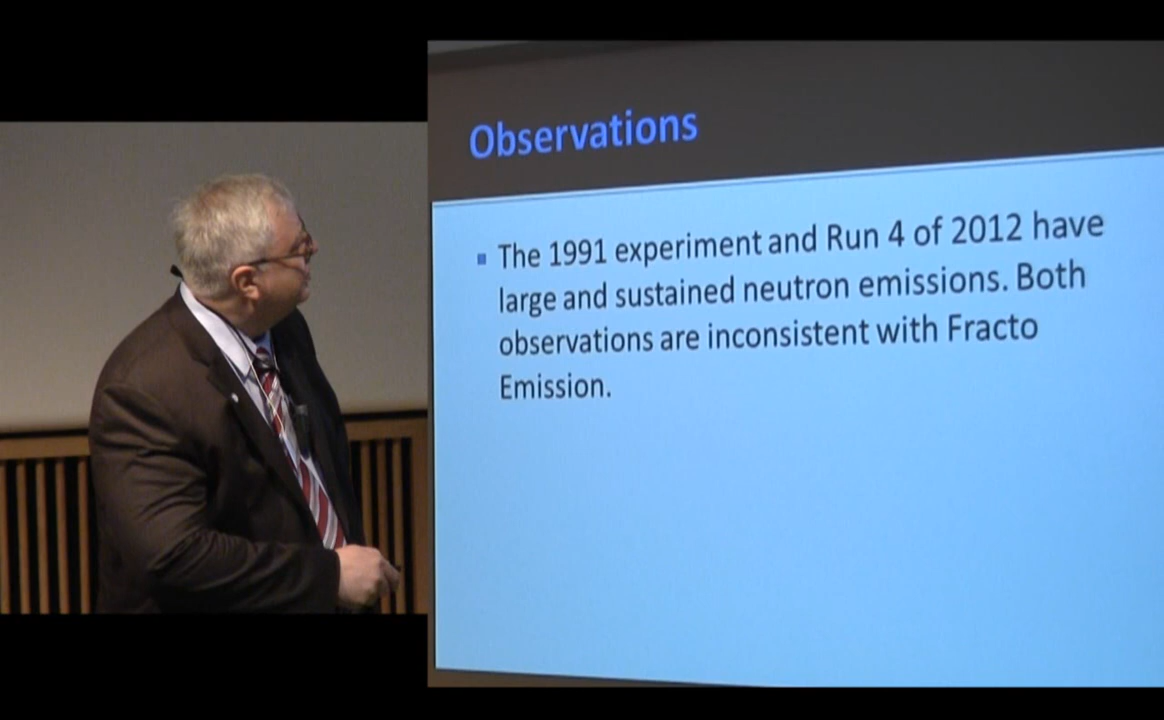 Observations
▪ The 1991 experiment and Run 4 of 2012 have
large and sustained neutron emissions. Both
observations are inconsistent with Fracto
Emission.